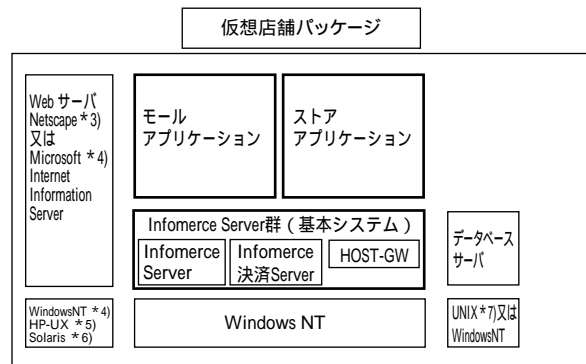 仮想店舗パッケージ
Web サーバ
Netscape＊3)
又は
Microsoft ＊4)
Internet
Information
Server
モール
アプリケーション
ストア
アプリケーション
Infomerce Server群（基本システム）
Infomerce
Server
Infomerce
決済Server
HOST-GW
データベース
サーバ
WindowsNT ＊4)
HP-UX ＊5)
Solaris ＊6)
Windows NT
UNIX＊7)又は
WindowsNT